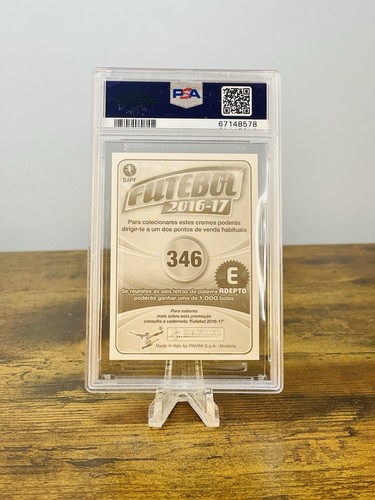 PSA
67148578
SJPF
FUTEBOL
2016-17
Para colecionares estes cromos poderás
dirigir-te a um dos pontos de venda habituais
346
E
Se reunires as seis letras da palavra ADEPTO
poderás ganhar uma de 1.000 bolas
Para saberes
mais sobre esta promoção
consulta a caderneta "Futebol 2016-17"
PANINI
Made in Italy by PANINI S.p.A. - Modena